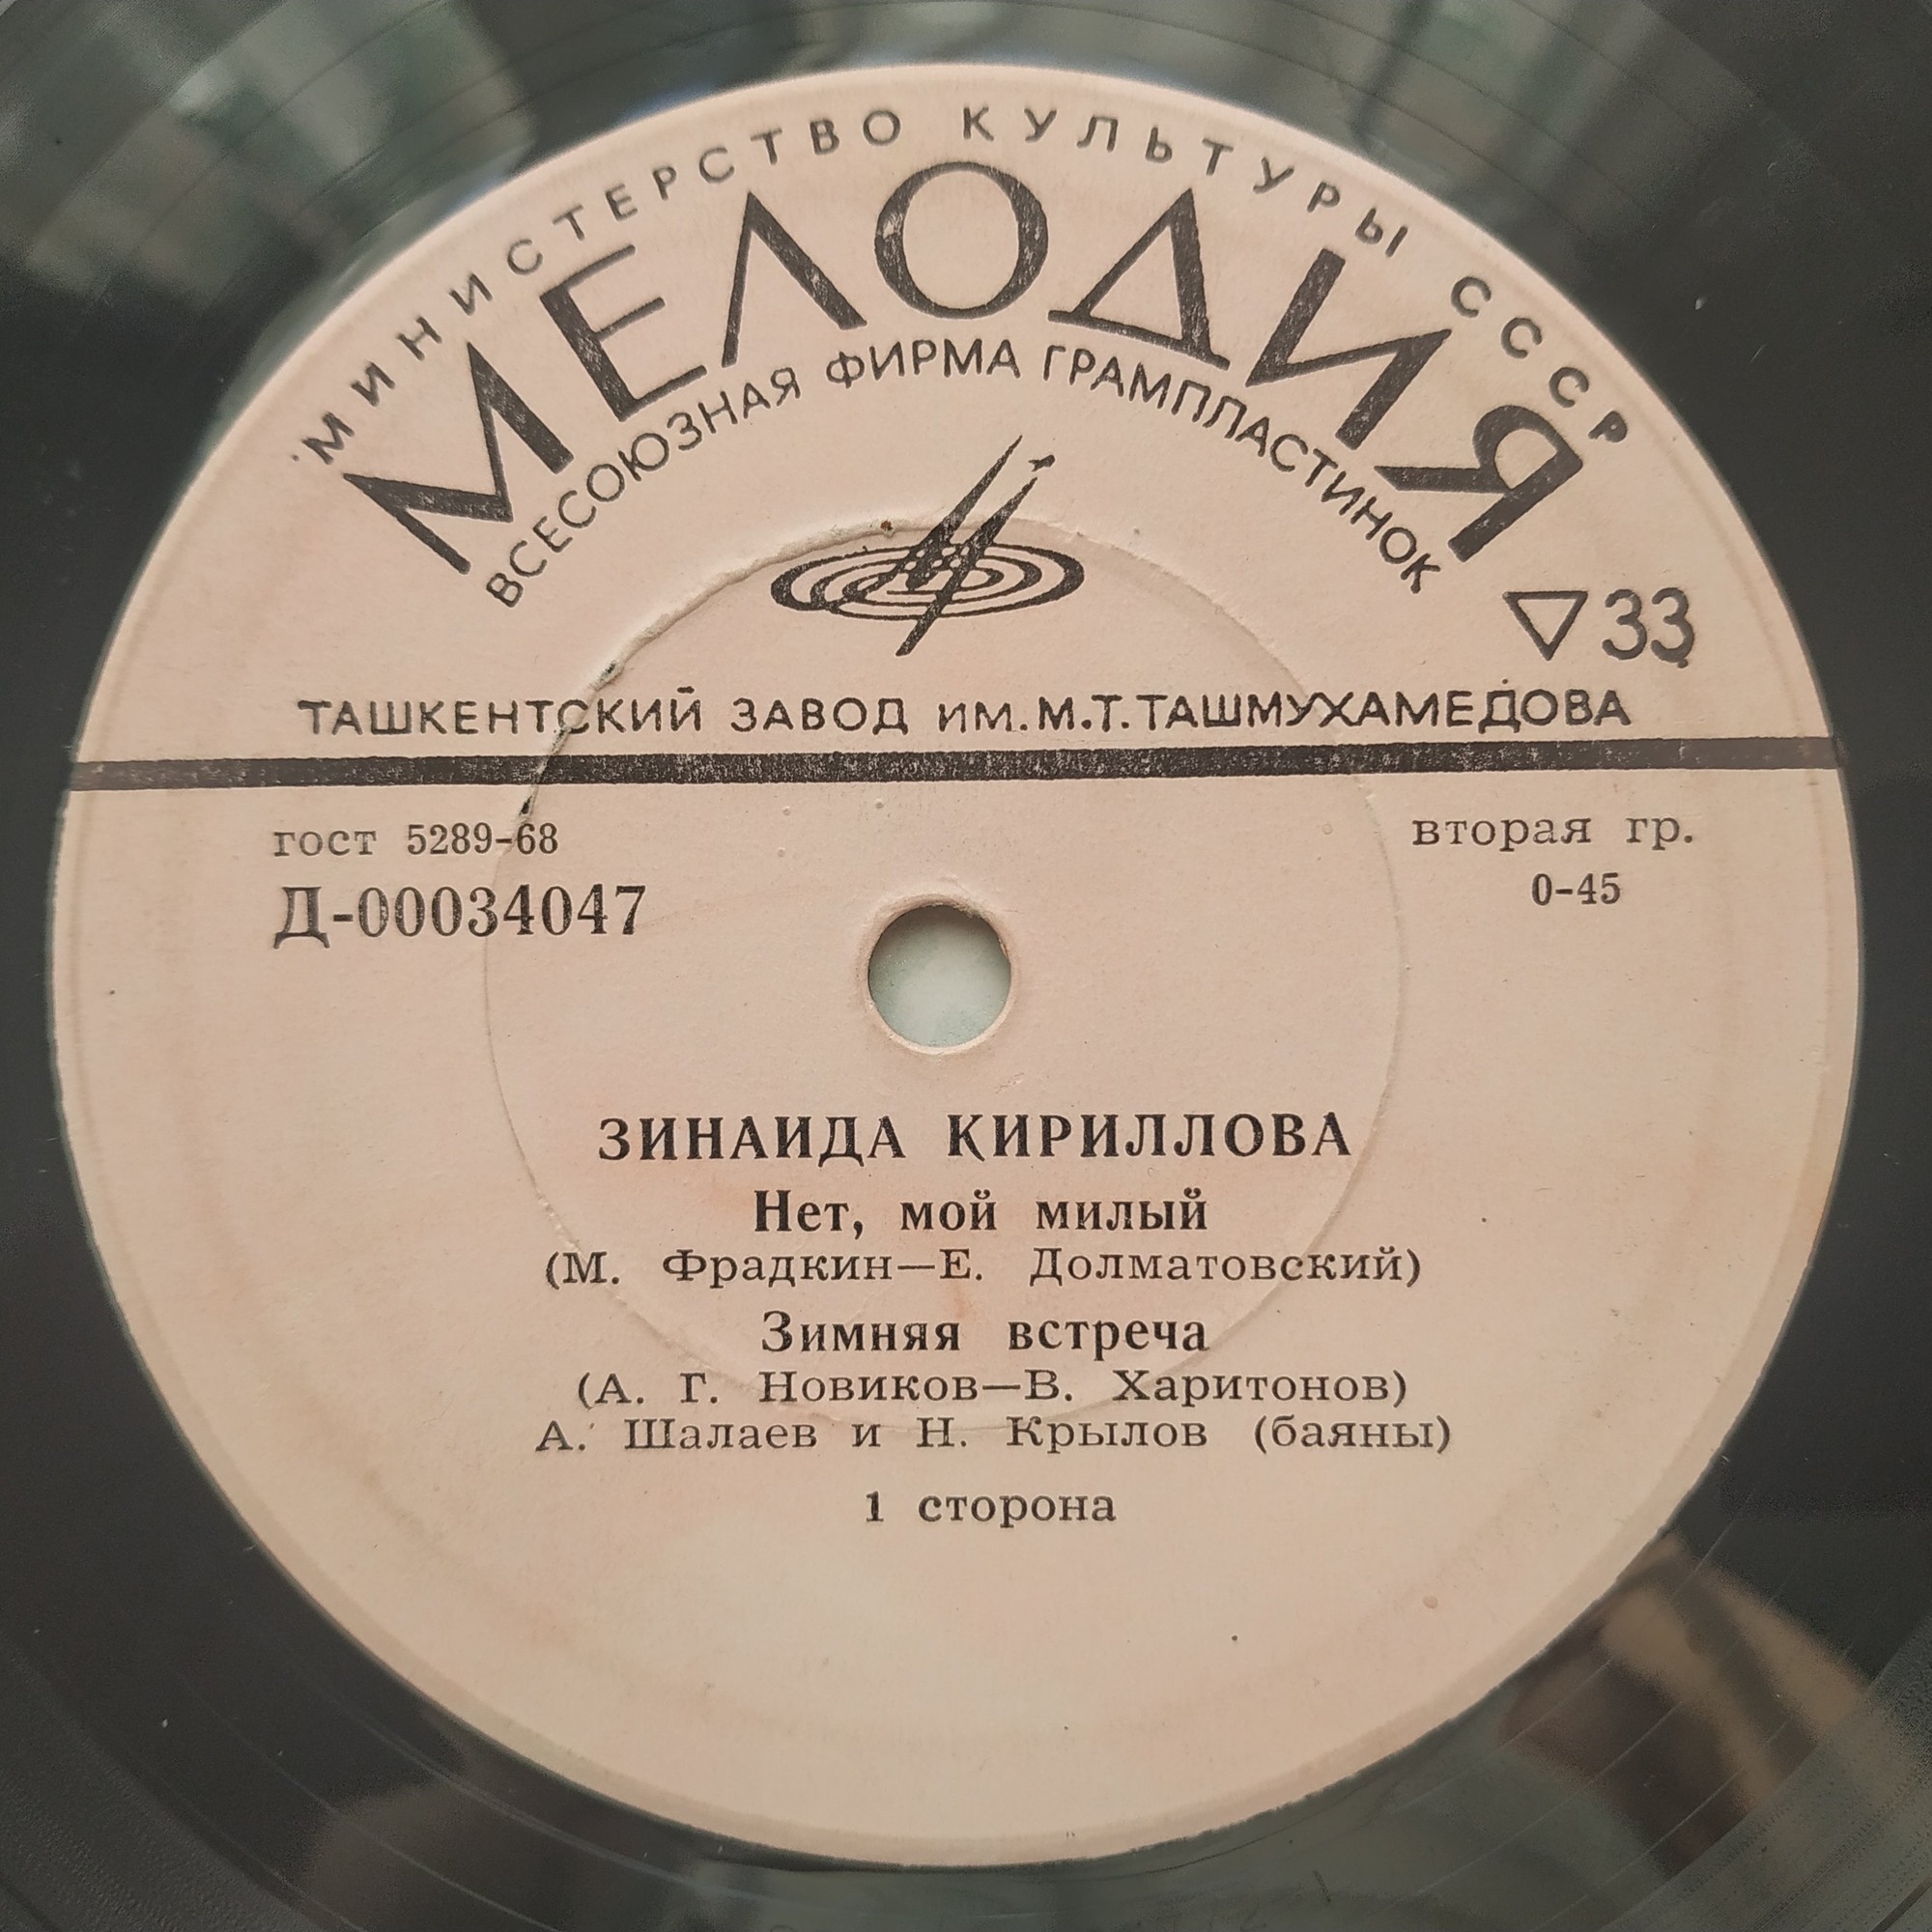 МИНИСТЕРСТВО КУЛЬТУРЫ СССР
МЕЛОДИЯ
ВСЕСОЮЗНАЯ ФИРМА ГРАМПЛАСТИНОК
▽33
ТАШКЕНТСКИЙ ЗАВОД ИМ. М.Т. ТАШМУХАМЕДОВА
гост 5289-68
вторая гр.
Д-00034047
0-45
ЗИНАИДА КИРИЛЛОВА
Нет, мой милый
(М. Фрадкин—Е. Долматовский)
Зимняя встреча
(А. Г. Новиков—В. Харитонов)
А. Шалаев и Н. Крылов (баяны)
1 сторона